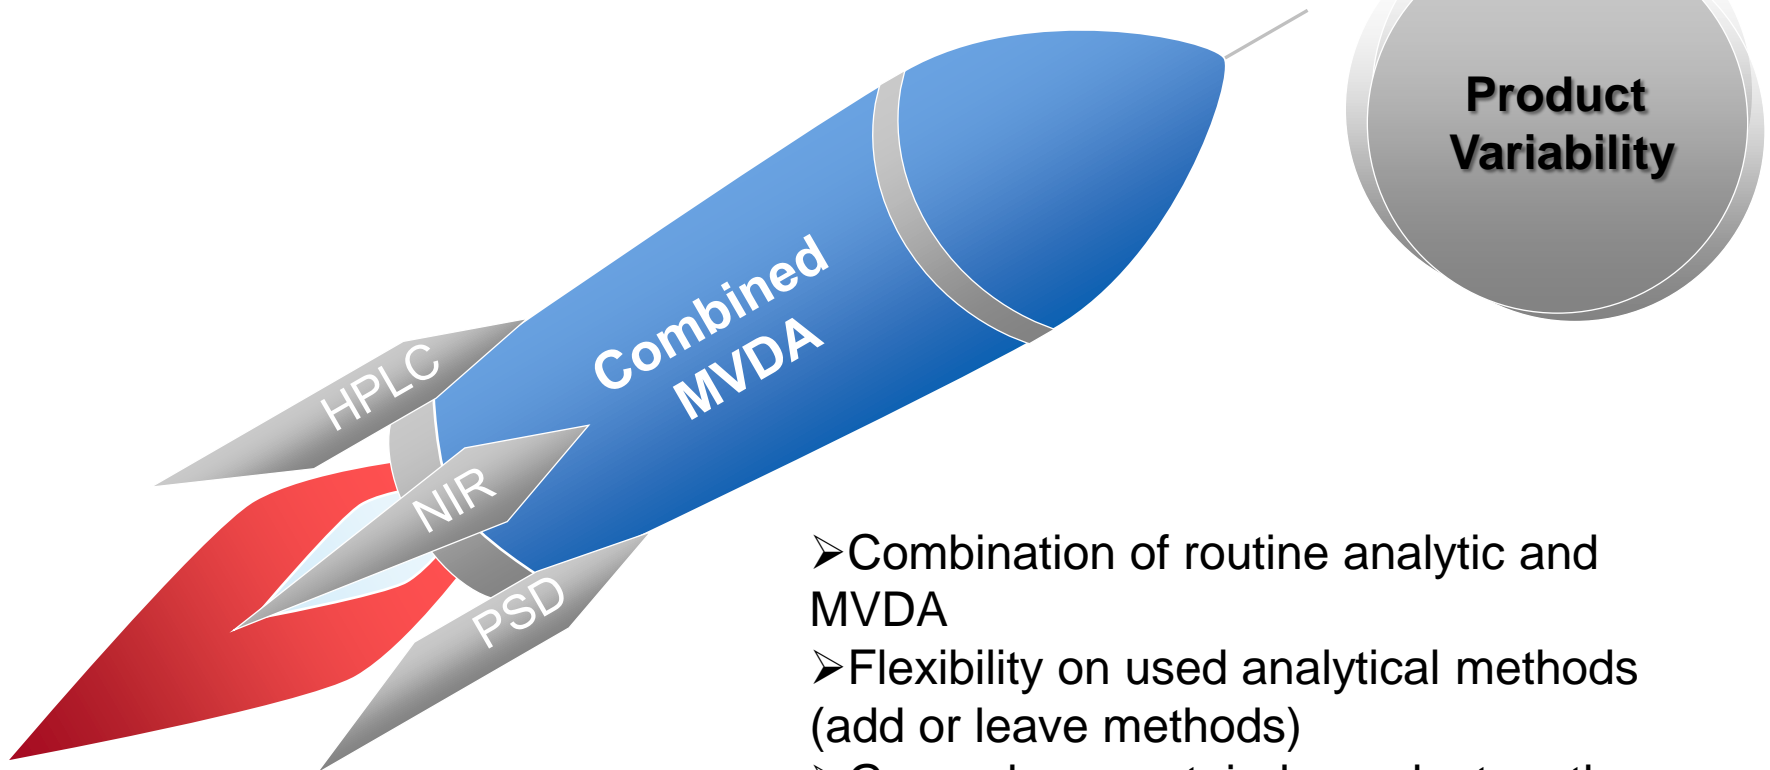 Product
Variability
Combined
MVDA
HPLC
NIR
PSD
➢Combination of routine analytic and
MVDA
➢Flexibility on used analytical methods
(add or leave methods)